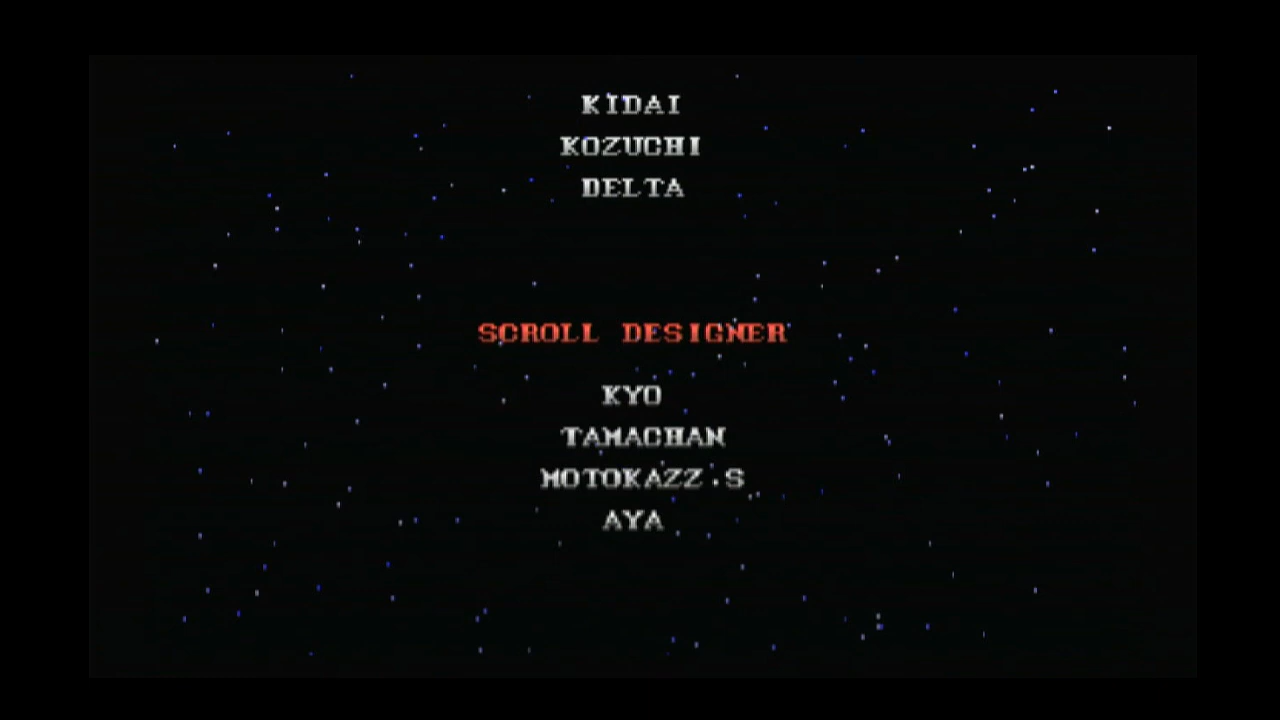 KIDAI
KOZUCHI
DELTA
SCROLL DESIGNER
KYO
TAMACHAN
MOTOKAZZ.S
AYA